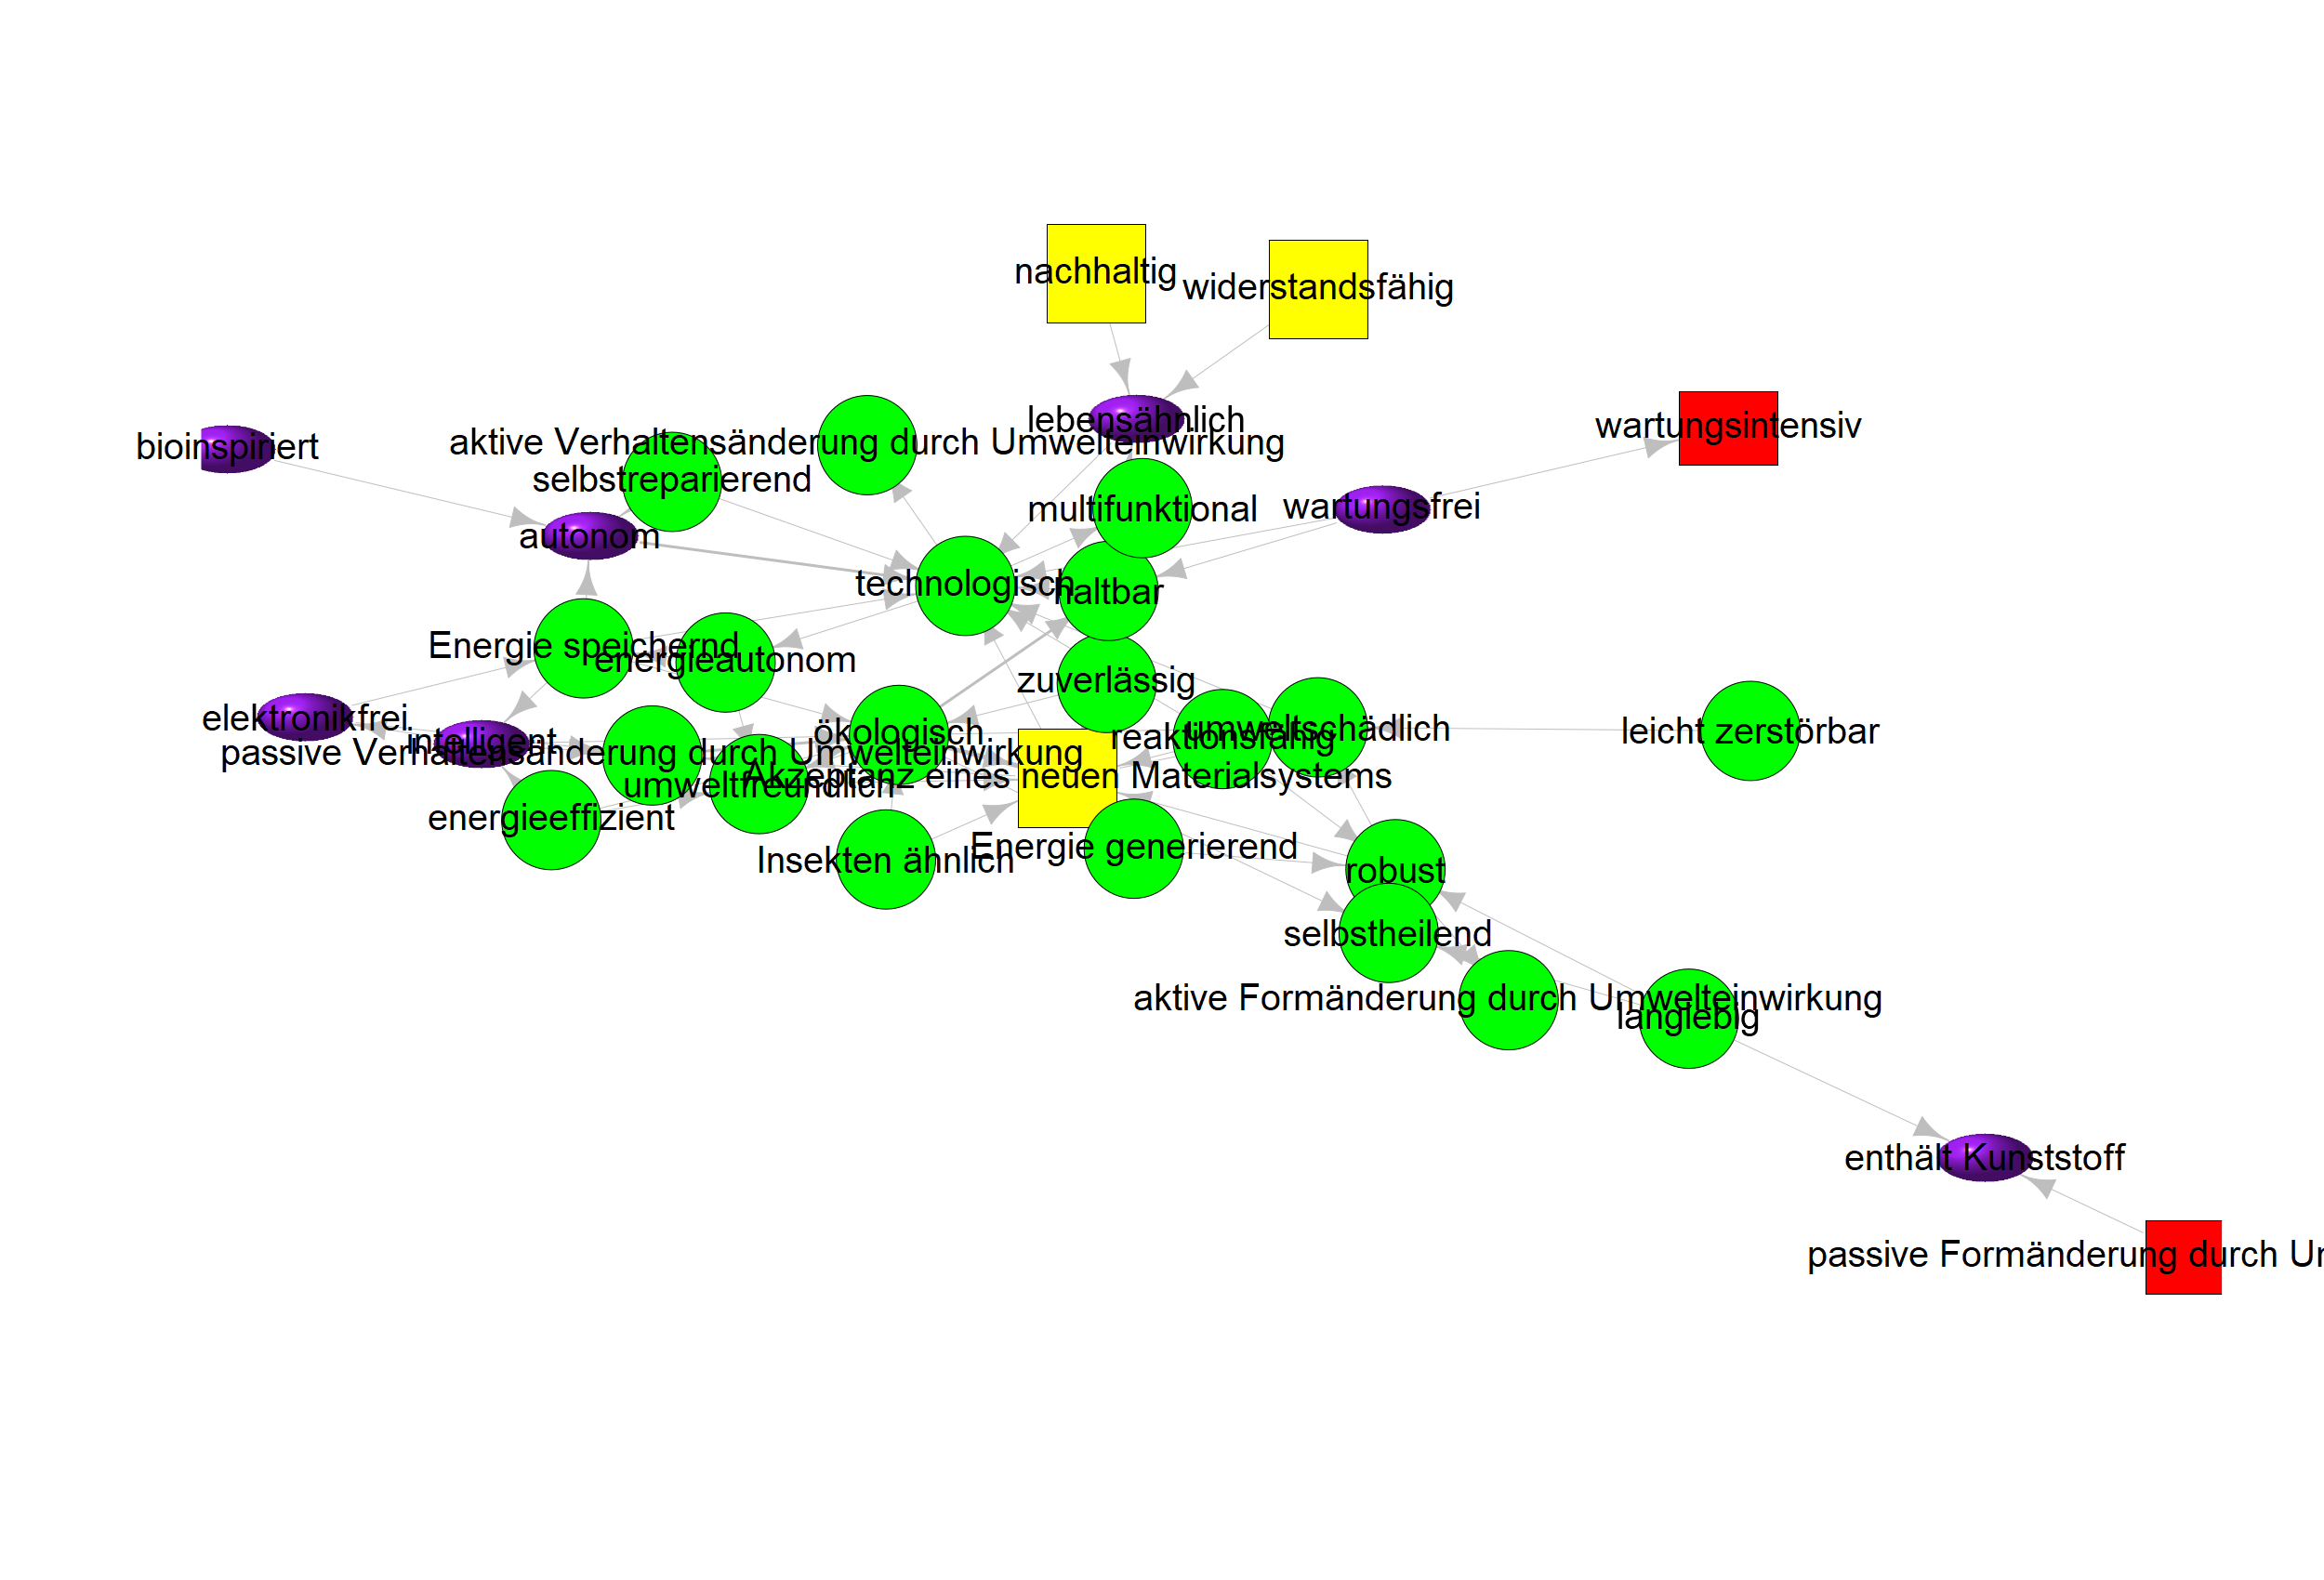 nachhaltig
widerstandsfähig
lebensähnlich
wartungsintensiv
bioinspiriert
aktive Verhaltensänderung durch Umwelteinwirkung
selbstreparierend
multifunktional
wartungsfrei
autonom
technologisch
haltbar
Energie speichernd
energieautonom
zuverlässig
elektronikfrei
intelligent
ökologisch
reaktionsfähig
umweltschädlich
leicht zerstörbar
passive Verhaltensänderung durch Umwelteinwirkung
umweltfreundlich
Akzeptanz eines neuen Materialsystems
energieeffizient
Insekten ähnlich
Energie generierend
robust
selbstheilend
aktive Formänderung durch Umwelteinwirkung
langlebig
enthält Kunststoff
passive Formänderung durch Um